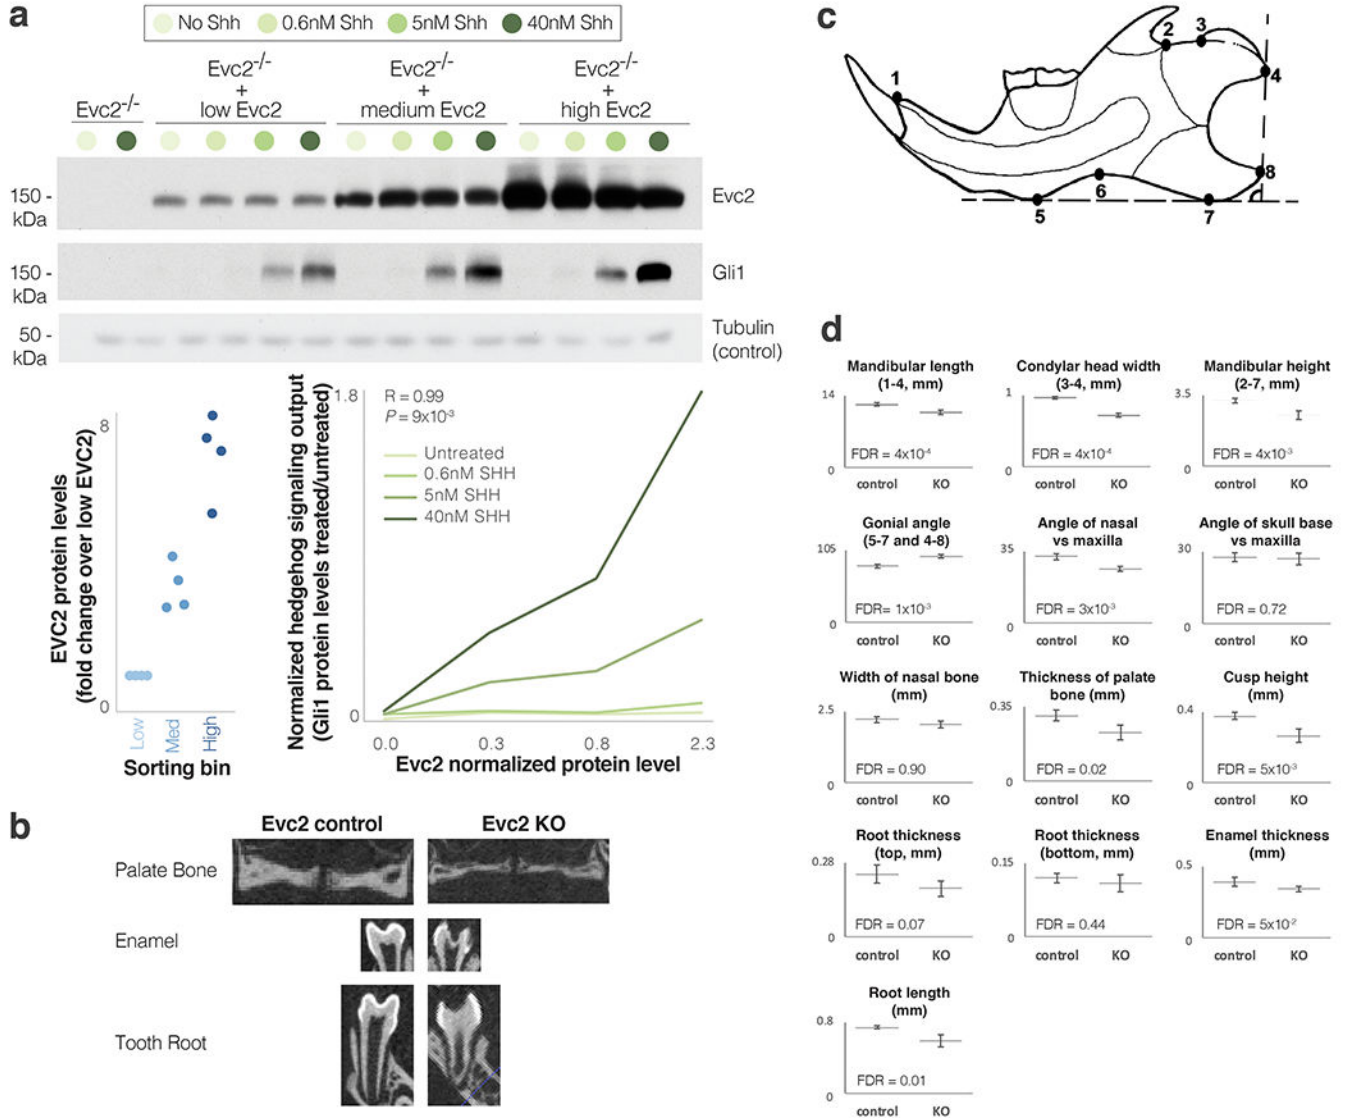 a
No Shh 0.6nM Shh 5nM Shh 40nM Shh
Evc2-/-
Evc2-/-
+
low Evc2
Evc2-/-
+
medium Evc2
Evc2-/-
+
high Evc2
150 -
kDa
Evc2
150 -
kDa
Gli1
50 -
kDa
Tubulin
(control)
EVC2 protein levels
(fold change over low EVC2)
8
0
Low
Med
High
Sorting bin
Normalized hedgehog signaling output
(Gli1 protein levels treated/untreated)
1.8
0
R = 0.99
P = 9x10-3
Untreated
0.6nM SHH
5nM SHH
40nM SHH
0.0 0.3 0.8 2.3
Evc2 normalized protein level
b
Evc2 control Evc2 KO
Palate Bone
Enamel
Tooth Root
c
1
2
3
4
5
6
7
8
d
Mandibular length
(1-4, mm)
14
0
FDR = 4x10-4
control KO
Condylar head width
(3-4, mm)
1
0
FDR = 4x10-4
control KO
Mandibular height
(2-7, mm)
3.5
0
FDR = 4x10-3
control KO
Gonial angle
(5-7 and 4-8)
105
0
FDR= 1x10-3
control KO
Angle of nasal
vs maxilla
35
0
FDR = 3x10-3
control KO
Angle of skull base
vs maxilla
30
0
FDR = 0.72
control KO
Width of nasal bone
(mm)
2.5
0
FDR = 0.90
control KO
Thickness of palate
bone (mm)
0.35
0
FDR = 0.02
control KO
Cusp height
(mm)
0.4
0
FDR = 5x10-3
control KO
Root thickness
(top, mm)
0.28
0
FDR = 0.07
control KO
Root thickness
(bottom, mm)
0.15
0
FDR = 0.44
control KO
Enamel thickness
(mm)
0.5
0
FDR = 5x10-2
control KO
Root length
(mm)
0.8
0
FDR = 0.01
control KO